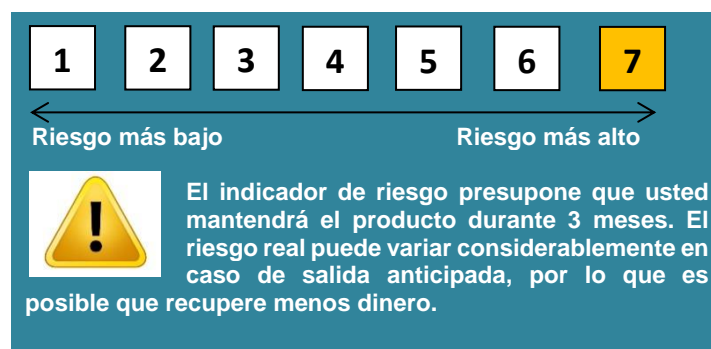 1 2 3 4 5 6 7
Riesgo más bajo Riesgo más alto
El indicador de riesgo presupone que usted
mantendrá el producto durante 3 meses. El
riesgo real puede variar considerablemente en
caso de salida anticipada, por lo que es
posible que recupere menos dinero.